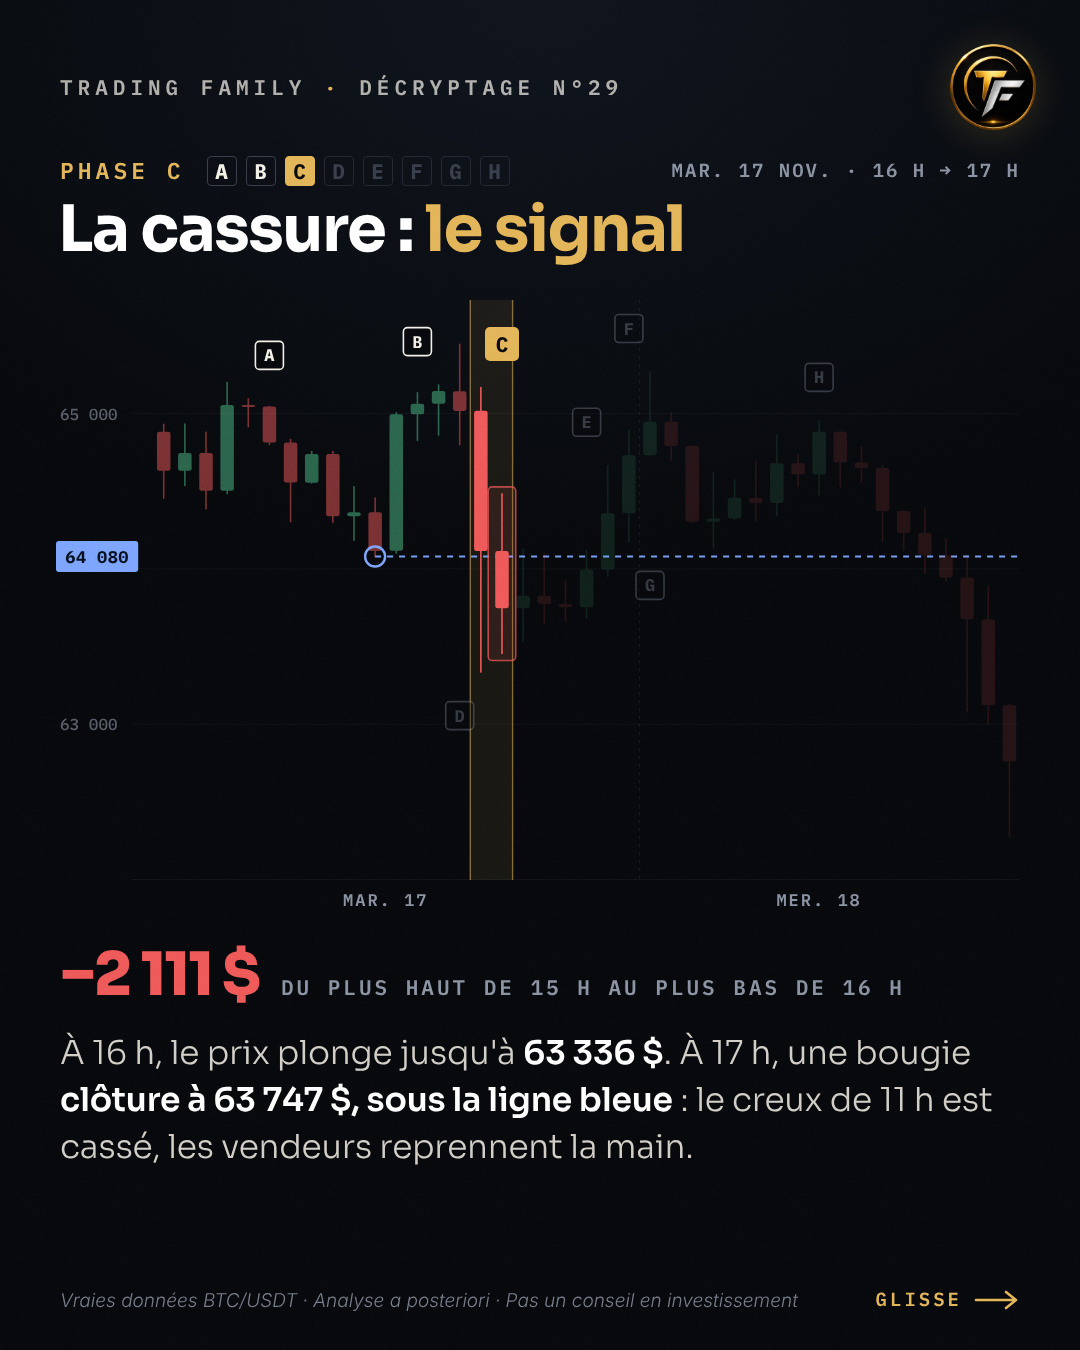 TRADING FAMILY · DÉCRYPTAGE N°29
TF
PHASE C A B C D E F G H
MAR. 17 NOV. · 16 H → 17 H
La cassure : le signal
A
B
C
D
E
F
G
H
65 000
64 080
63 000
MAR. 17
MER. 18
−2 111 $ DU PLUS HAUT DE 15 H AU PLUS BAS DE 16 H
À 16 h, le prix plonge jusqu'à 63 336 $. À 17 h, une bougie
clôture à 63 747 $, sous la ligne bleue : le creux de 11 h est
cassé, les vendeurs reprennent la main.
Vraies données BTC/USDT · Analyse a posteriori · Pas un conseil en investissement
GLISSE →